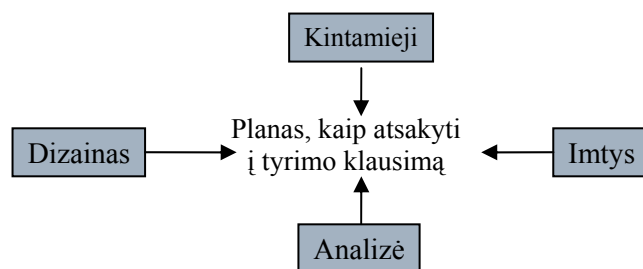 Kintamieji
Planas, kaip atsakyti
į tyrimo klausimą
Dizainas
Imtys
Analizė